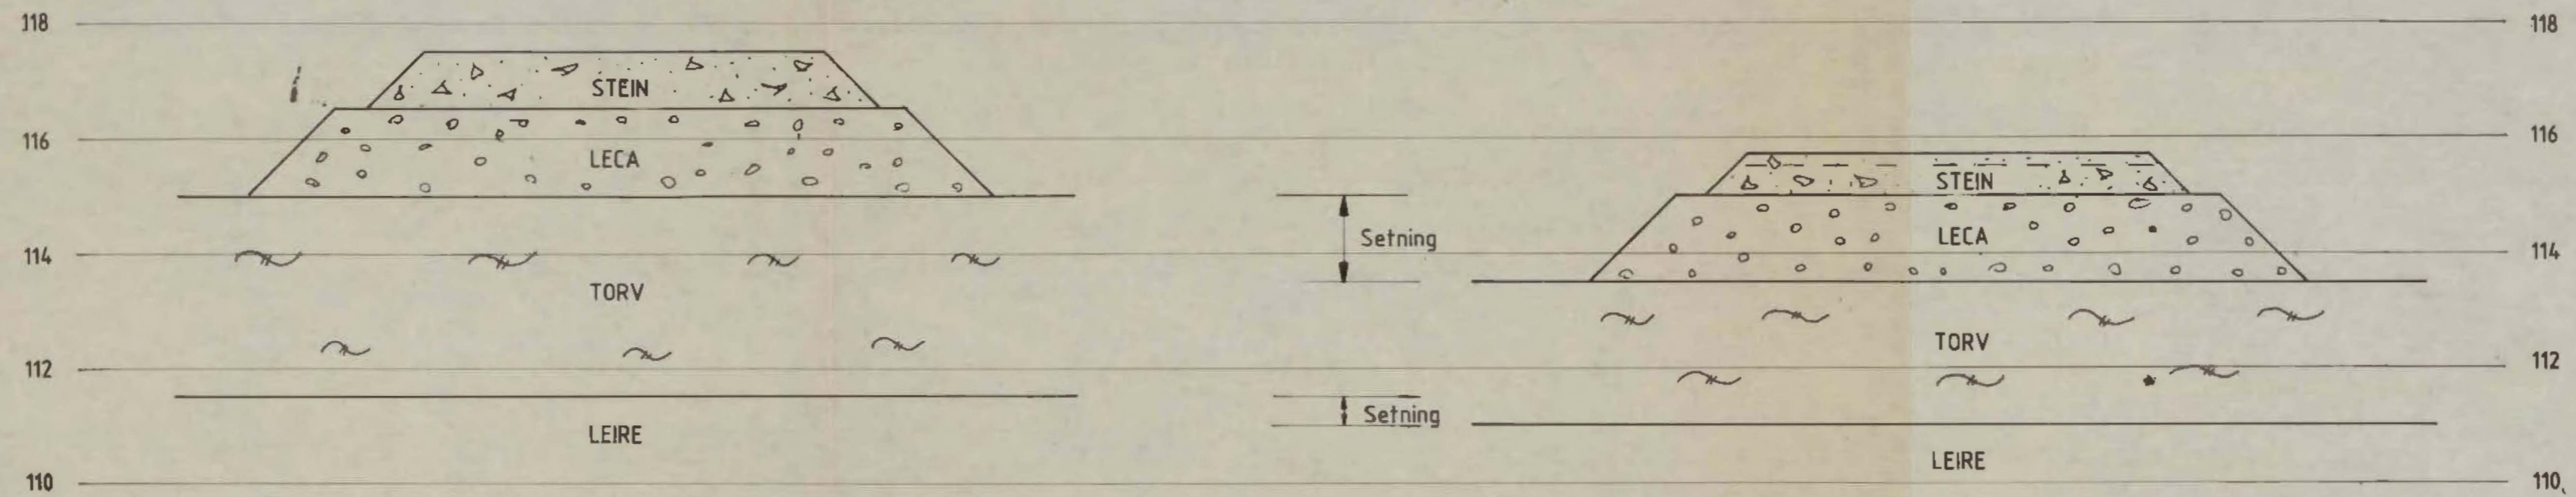 118 118
STEIN
116 116
LECA
STEIN
Setning LECA
114 114
TORV
TORV
112 112
Setning
LEIRE
LEIRE
110 110